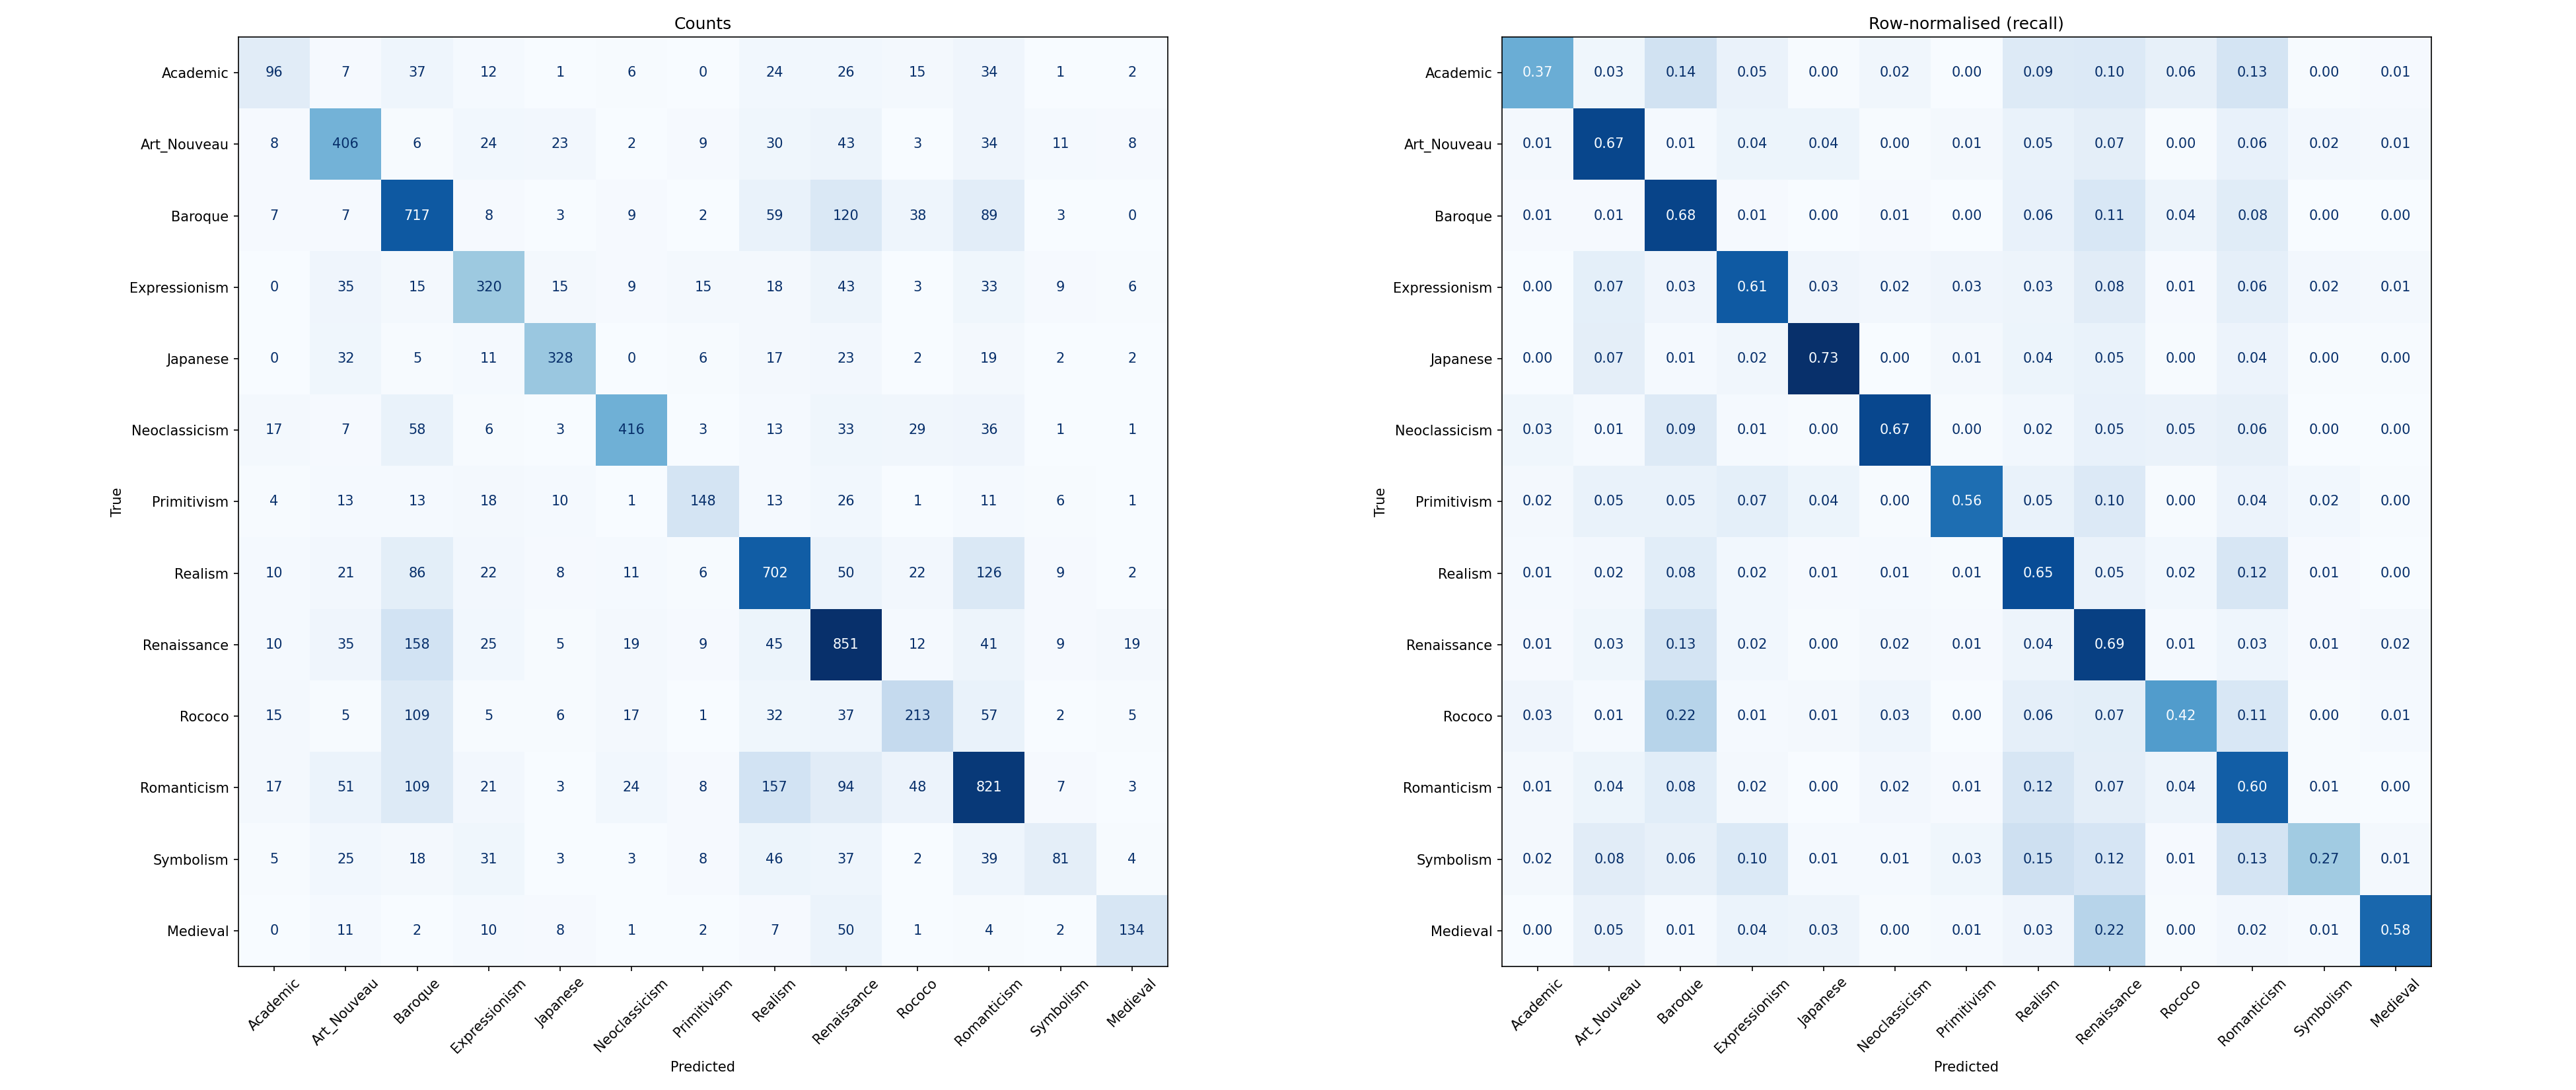 Counts
Academic 96 7 37 12 1 6 0 24 26 15 34 1 2
Art_Nouveau 8 406 6 24 23 2 9 30 43 3 34 11 8
Baroque 7 7 717 8 3 9 2 59 120 38 89 3 0
Expressionism 0 35 15 320 15 9 15 18 43 3 33 9 6
Japanese 0 32 5 11 328 0 6 17 23 2 19 2 2
Neoclassicism 17 7 58 6 3 416 3 13 33 29 36 1 1
Primitivism 4 13 13 18 10 1 148 13 26 1 11 6 1
Realism 10 21 86 22 8 11 6 702 50 22 126 9 2
Renaissance 10 35 158 25 5 19 9 45 851 12 41 9 19
Rococo 15 5 109 5 6 17 1 32 37 213 57 2 5
Romanticism 17 51 109 21 3 24 8 157 94 48 821 7 3
Symbolism 5 25 18 31 3 3 8 46 37 2 39 81 4
Medieval 0 11 2 10 8 1 2 7 50 1 4 2 134
True
Academic Art_Nouveau Baroque Expressionism Japanese Neoclassicism Primitivism Realism Renaissance Rococo Romanticism Symbolism Medieval
Predicted
Row-normalised (recall)
Academic 0.37 0.03 0.14 0.05 0.00 0.02 0.00 0.09 0.10 0.06 0.13 0.00 0.01
Art_Nouveau 0.01 0.67 0.01 0.04 0.04 0.00 0.01 0.05 0.07 0.00 0.06 0.02 0.01
Baroque 0.01 0.01 0.68 0.01 0.00 0.01 0.00 0.06 0.11 0.04 0.08 0.00 0.00
Expressionism 0.00 0.07 0.03 0.61 0.03 0.02 0.03 0.03 0.08 0.01 0.06 0.02 0.01
Japanese 0.00 0.07 0.01 0.02 0.73 0.00 0.01 0.04 0.05 0.00 0.04 0.00 0.00
Neoclassicism 0.03 0.01 0.09 0.01 0.00 0.67 0.00 0.02 0.05 0.05 0.06 0.00 0.00
Primitivism 0.02 0.05 0.05 0.07 0.04 0.00 0.56 0.05 0.10 0.00 0.04 0.02 0.00
Realism 0.01 0.02 0.08 0.02 0.01 0.01 0.01 0.65 0.05 0.02 0.12 0.01 0.00
Renaissance 0.01 0.03 0.13 0.02 0.00 0.02 0.01 0.04 0.69 0.01 0.03 0.01 0.02
Rococo 0.03 0.01 0.22 0.01 0.01 0.03 0.00 0.06 0.07 0.42 0.11 0.00 0.01
Romanticism 0.01 0.04 0.08 0.02 0.00 0.02 0.01 0.12 0.07 0.04 0.60 0.01 0.00
Symbolism 0.02 0.08 0.06 0.10 0.01 0.01 0.03 0.15 0.12 0.01 0.13 0.27 0.01
Medieval 0.00 0.05 0.01 0.04 0.03 0.00 0.01 0.03 0.22 0.00 0.02 0.01 0.58
True
Academic Art_Nouveau Baroque Expressionism Japanese Neoclassicism Primitivism Realism Renaissance Rococo Romanticism Symbolism Medieval
Predicted